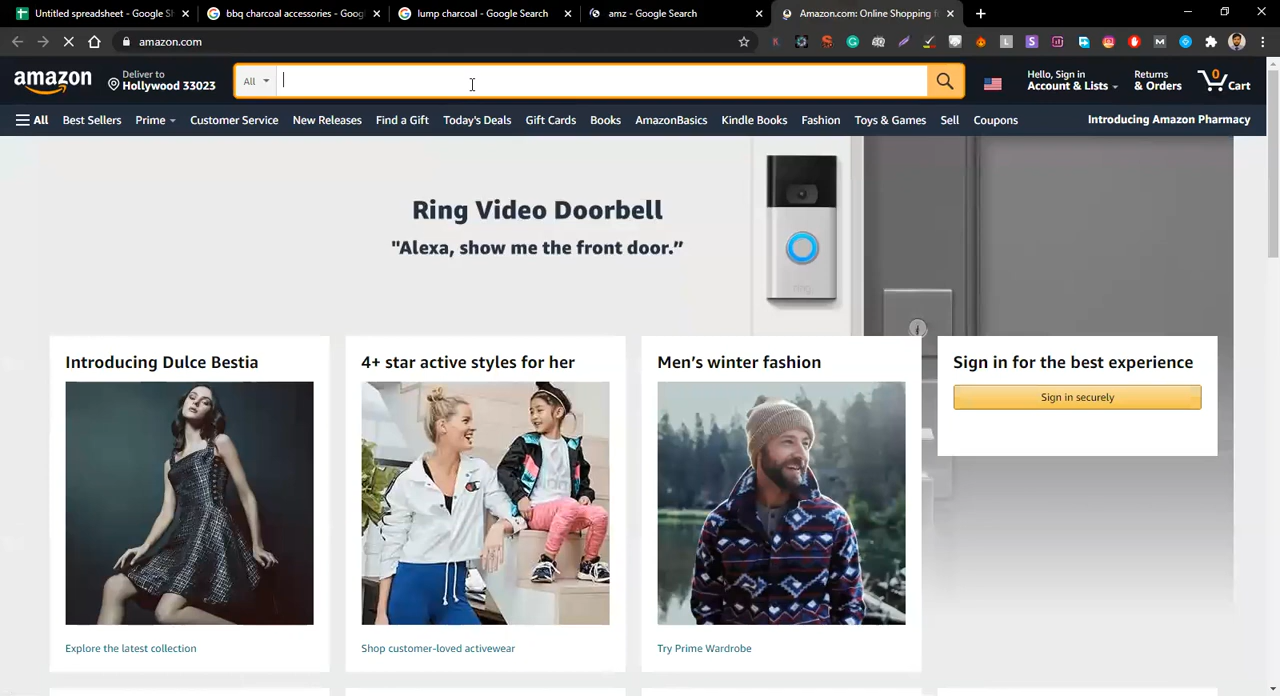 Untitled spreadsheet - Google Sh
bbq charcoal accessories - Goog
lump charcoal - Google Search
amz - Google Search
Amazon.com: Online Shopping f
amazon.com
amazon
Deliver to
Hollywood 33023
All
Hello, Sign in
Account & Lists
Returns
& Orders
0
Cart
All
Best Sellers
Prime
Customer Service
New Releases
Find a Gift
Today's Deals
Gift Cards
Books
AmazonBasics
Kindle Books
Fashion
Toys & Games
Sell
Coupons
Introducing Amazon Pharmacy
Ring Video Doorbell
"Alexa, show me the front door.”
ring
Introducing Dulce Bestia
4+ star active styles for her
Men’s winter fashion
Sign in for the best experience
Sign in securely
Explore the latest collection
Shop customer-loved activewear
Try Prime Wardrobe